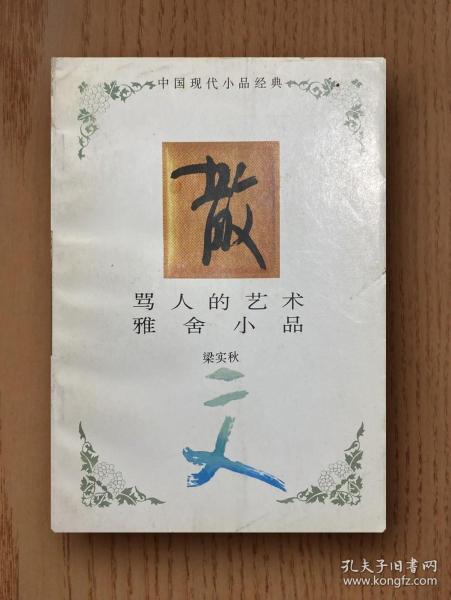 中国现代小品经典
散
骂人的艺术
雅舍小品
梁实秋
文
孔夫子旧书网
www.kongfz.com